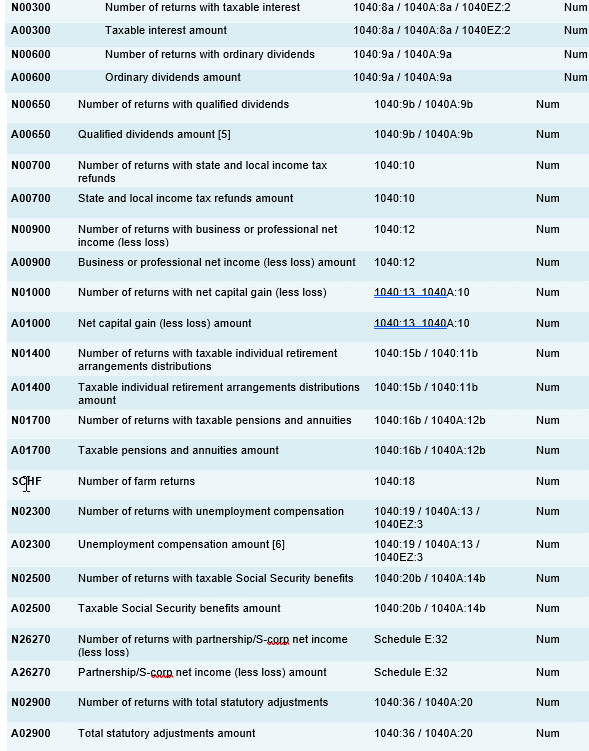 N00300 Number of returns with taxable interest 1040:8a / 1040A:8a / 1040EZ:2 Num
A00300 Taxable interest amount 1040:8a / 1040A:8a / 1040EZ:2 Num
N00600 Number of returns with ordinary dividends 1040:9a / 1040A:9a Num
A00600 Ordinary dividends amount 1040:9a / 1040A:9a Num
N00650 Number of returns with qualified dividends 1040:9b / 1040A:9b Num
A00650 Qualified dividends amount [5] 1040:9b / 1040A:9b Num
N00700 Number of returns with state and local income tax 1040:10 Num
refunds
A00700 State and local income tax refunds amount 1040:10 Num
N00900 Number of returns with business or professional net 1040:12 Num
income (less loss)
A00900 Business or professional net income (less loss) amount 1040:12 Num
N01000 Number of returns with net capital gain (less loss) 1040:13 1040A:10 Num
A01000 Net capital gain (less loss) amount 1040:13 1040A:10 Num
N01400 Number of returns with taxable individual retirement 1040:15b / 1040:11b Num
arrangements distributions
A01400 Taxable individual retirement arrangements distributions 1040:15b / 1040:11b Num
amount
N01700 Number of returns with taxable pensions and annuities 1040:16b / 1040A:12b Num
A01700 Taxable pensions and annuities amount 1040:16b / 1040A:12b Num
SCHF Number of farm returns 1040:18 Num
N02300 Number of returns with unemployment compensation 1040:19 / 1040A:13 / Num
1040EZ:3
A02300 Unemployment compensation amount [6] 1040:19 / 1040A:13 / Num
1040EZ:3
N02500 Number of returns with taxable Social Security benefits 1040:20b / 1040A:14b Num
A02500 Taxable Social Security benefits amount 1040:20b / 1040A:14b Num
N26270 Number of returns with partnership/S-corp net income Schedule E:32 Num
(less loss)
A26270 Partnership/S-corp net income (less loss) amount Schedule E:32 Num
N02900 Number of returns with total statutory adjustments 1040:36 / 1040A:20 Num
A02900 Total statutory adjustments amount 1040:36 / 1040A:20 Num